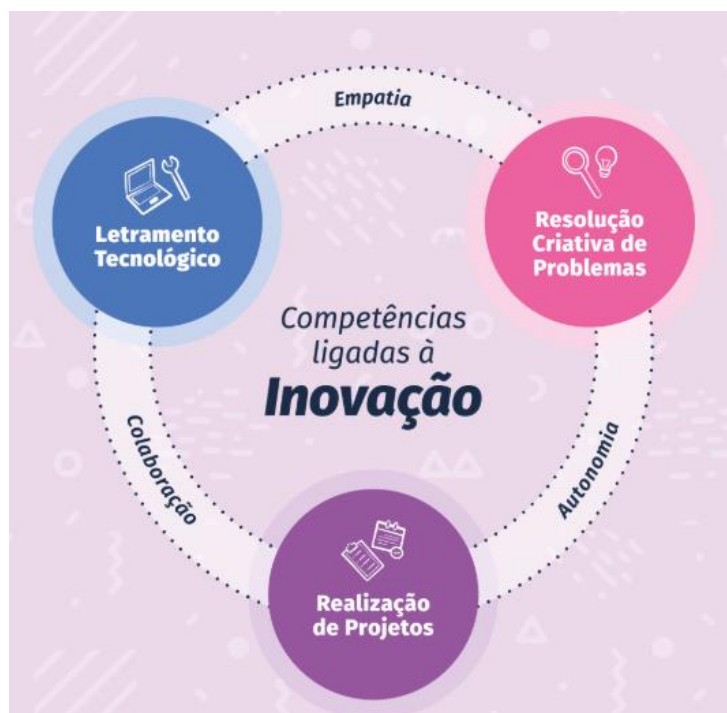 Empatia
Letramento
Tecnológico
Resolução
Criativa de
Problemas
Competências
ligadas à
Inovação
Colaboração
Autonomia
Realização
de Projetos